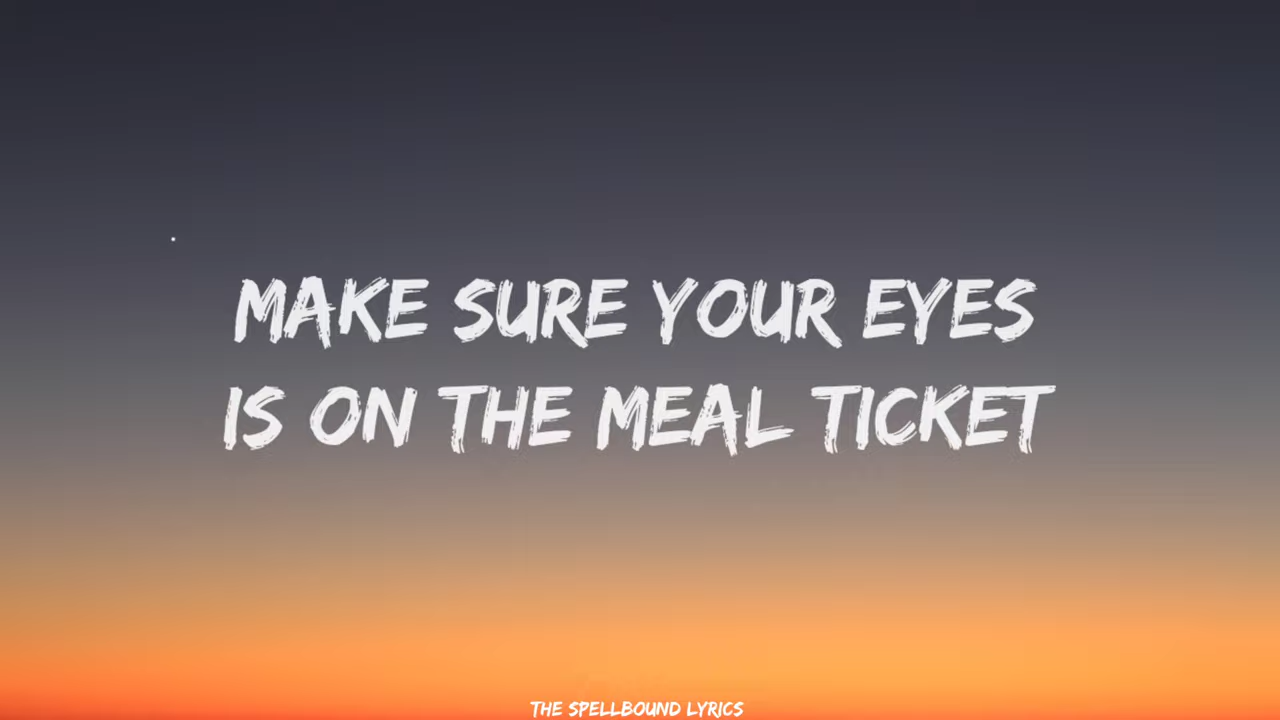 MAKE SURE YOUR EYES
IS ON THE MEAL TICKET
THE SPELLBOUND LYRICS